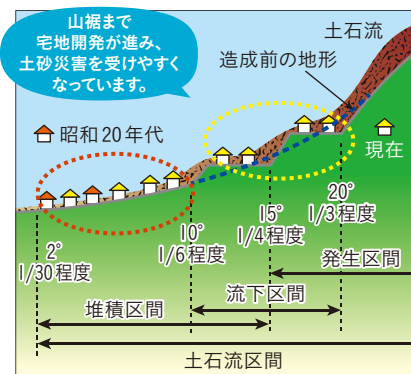 山裾まで
宅地開発が進み、
土砂災害を受けやすく
なっています。
土石流
造成前の地形
昭和20年代
現在
2°
1/30程度
10°
1/6程度
15°
1/4程度
20°
1/3程度
発生区間
流下区間
堆積区間
土石流区間